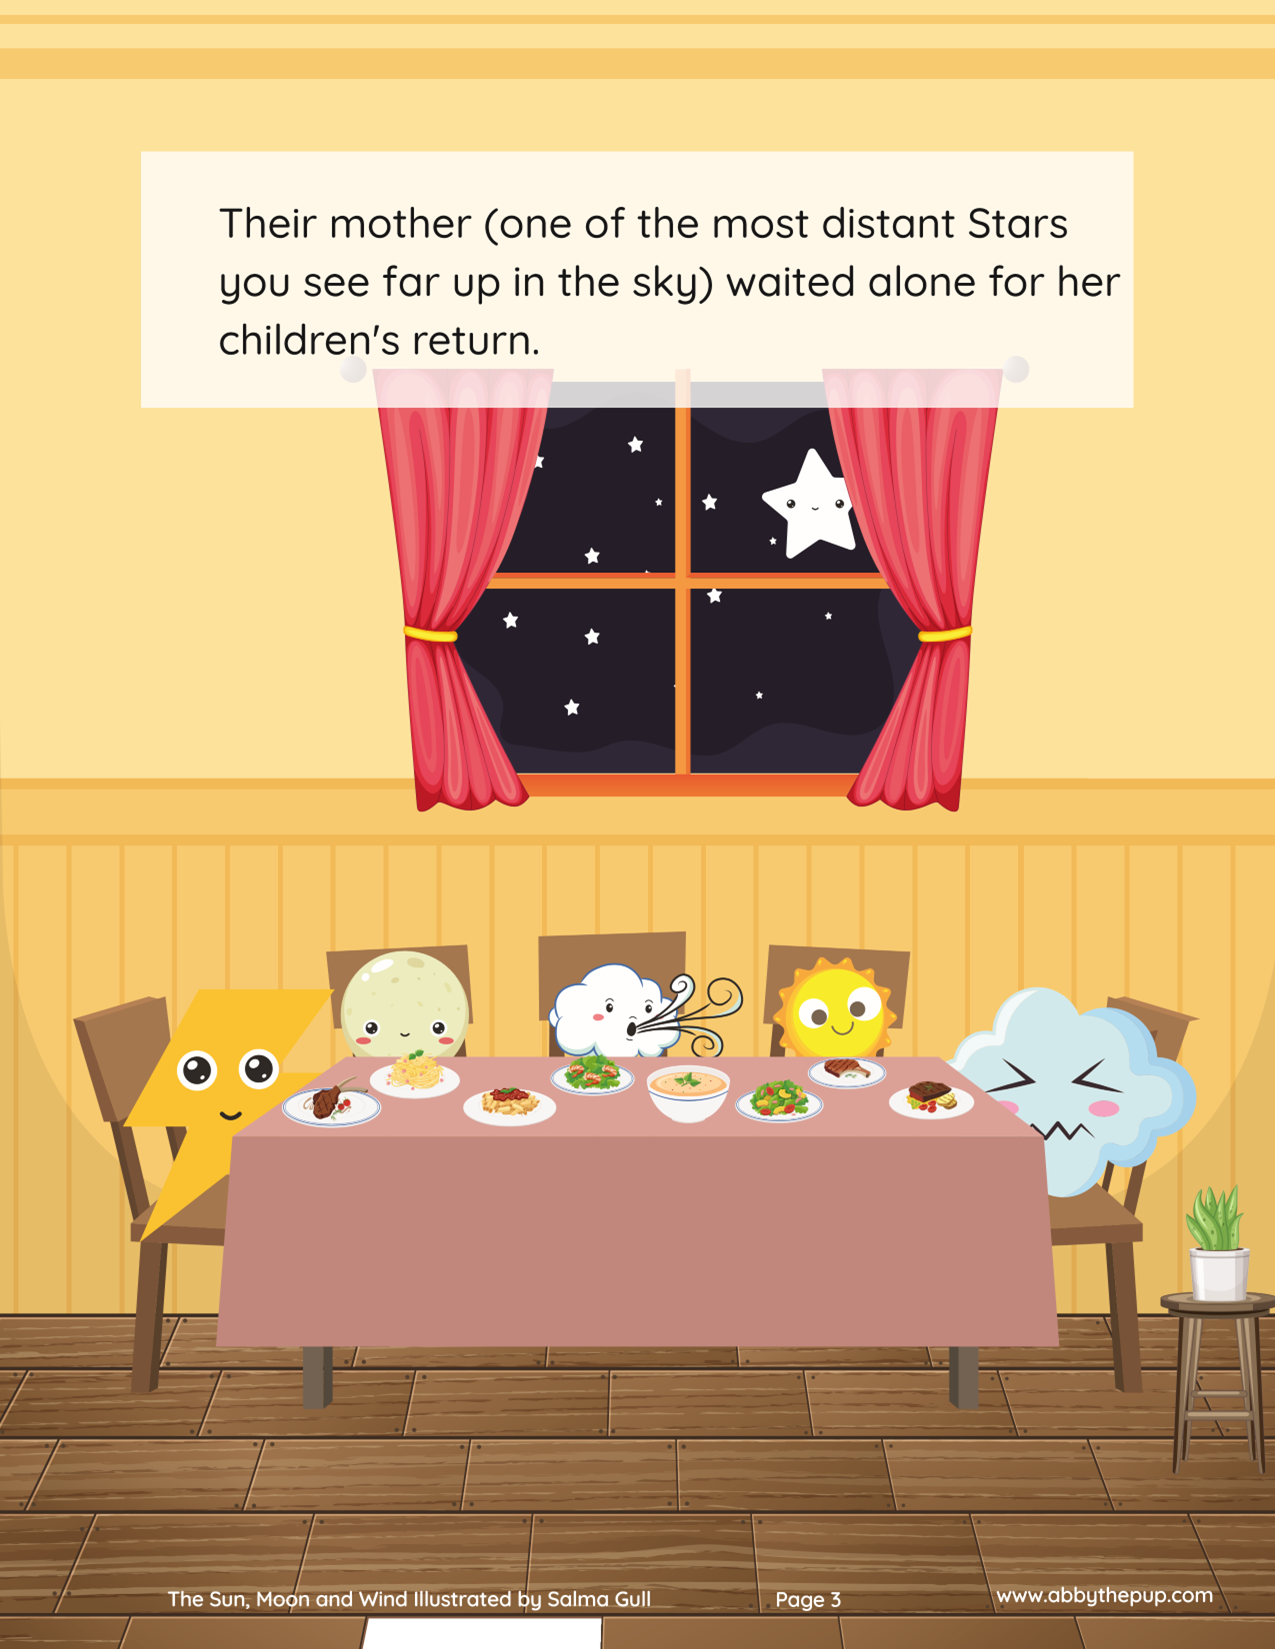 Their mother (one of the most distant Stars
you see far up in the sky) waited alone for her
children's return.
The Sun, Moon and Wind Illustrated by Salma Gull
Page 3
www.abbythepup.com